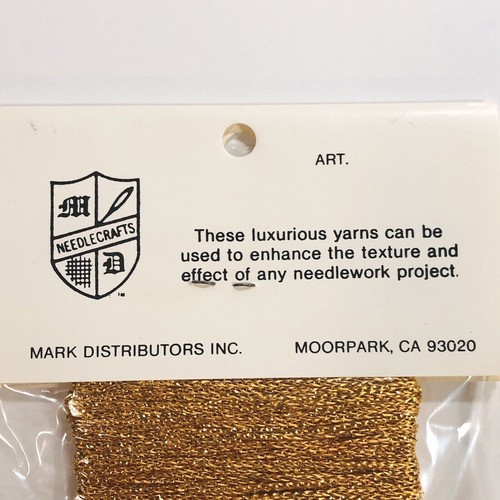 ART.
M
NEEDLECRAFTS
D
TM
These luxurious yarns can be
used to enhance the texture and
effect of any needlework project.
MARK DISTRIBUTORS INC.
MOORPARK, CA 93020